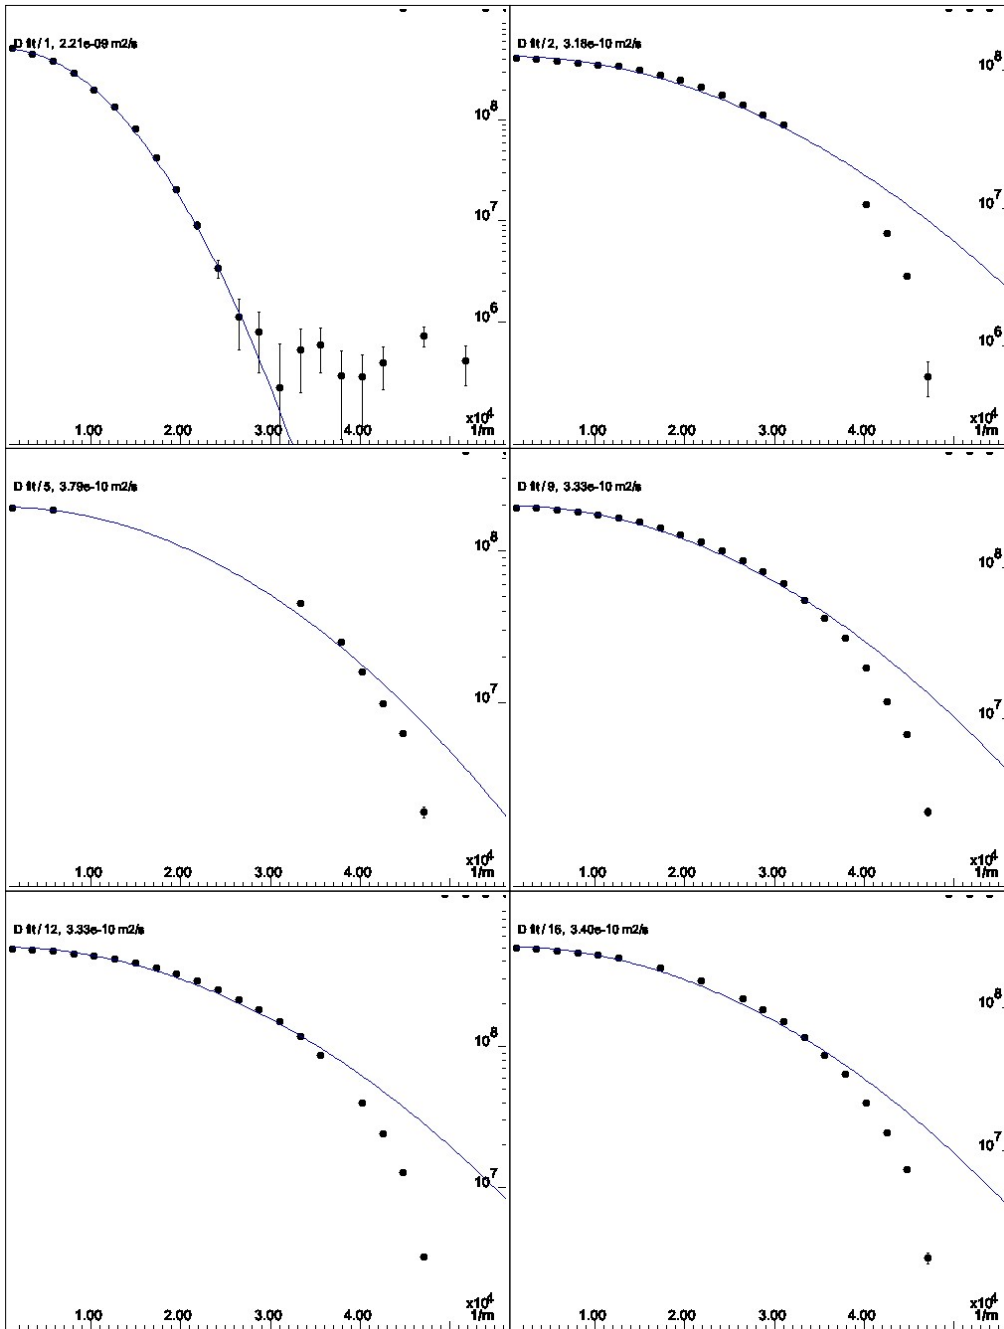 D fit / 1, 2.21e-09 m2/s
10^8
10^7
10^6
x10^4
1.00 2.00 3.00 4.00 1/m
D fit / 2, 3.18e-10 m2/s
10^8
10^7
10^6
x10^4
1.00 2.00 3.00 4.00 1/m
D fit / 5, 3.79e-10 m2/s
10^8
10^7
x10^4
1.00 2.00 3.00 4.00 1/m
D fit / 9, 3.33e-10 m2/s
10^8
10^7
x10^4
1.00 2.00 3.00 4.00 1/m
D fit / 12, 3.33e-10 m2/s
10^8
10^7
x10^4
1.00 2.00 3.00 4.00 1/m
D fit / 16, 3.40e-10 m2/s
10^8
10^7
x10^4
1.00 2.00 3.00 4.00 1/m